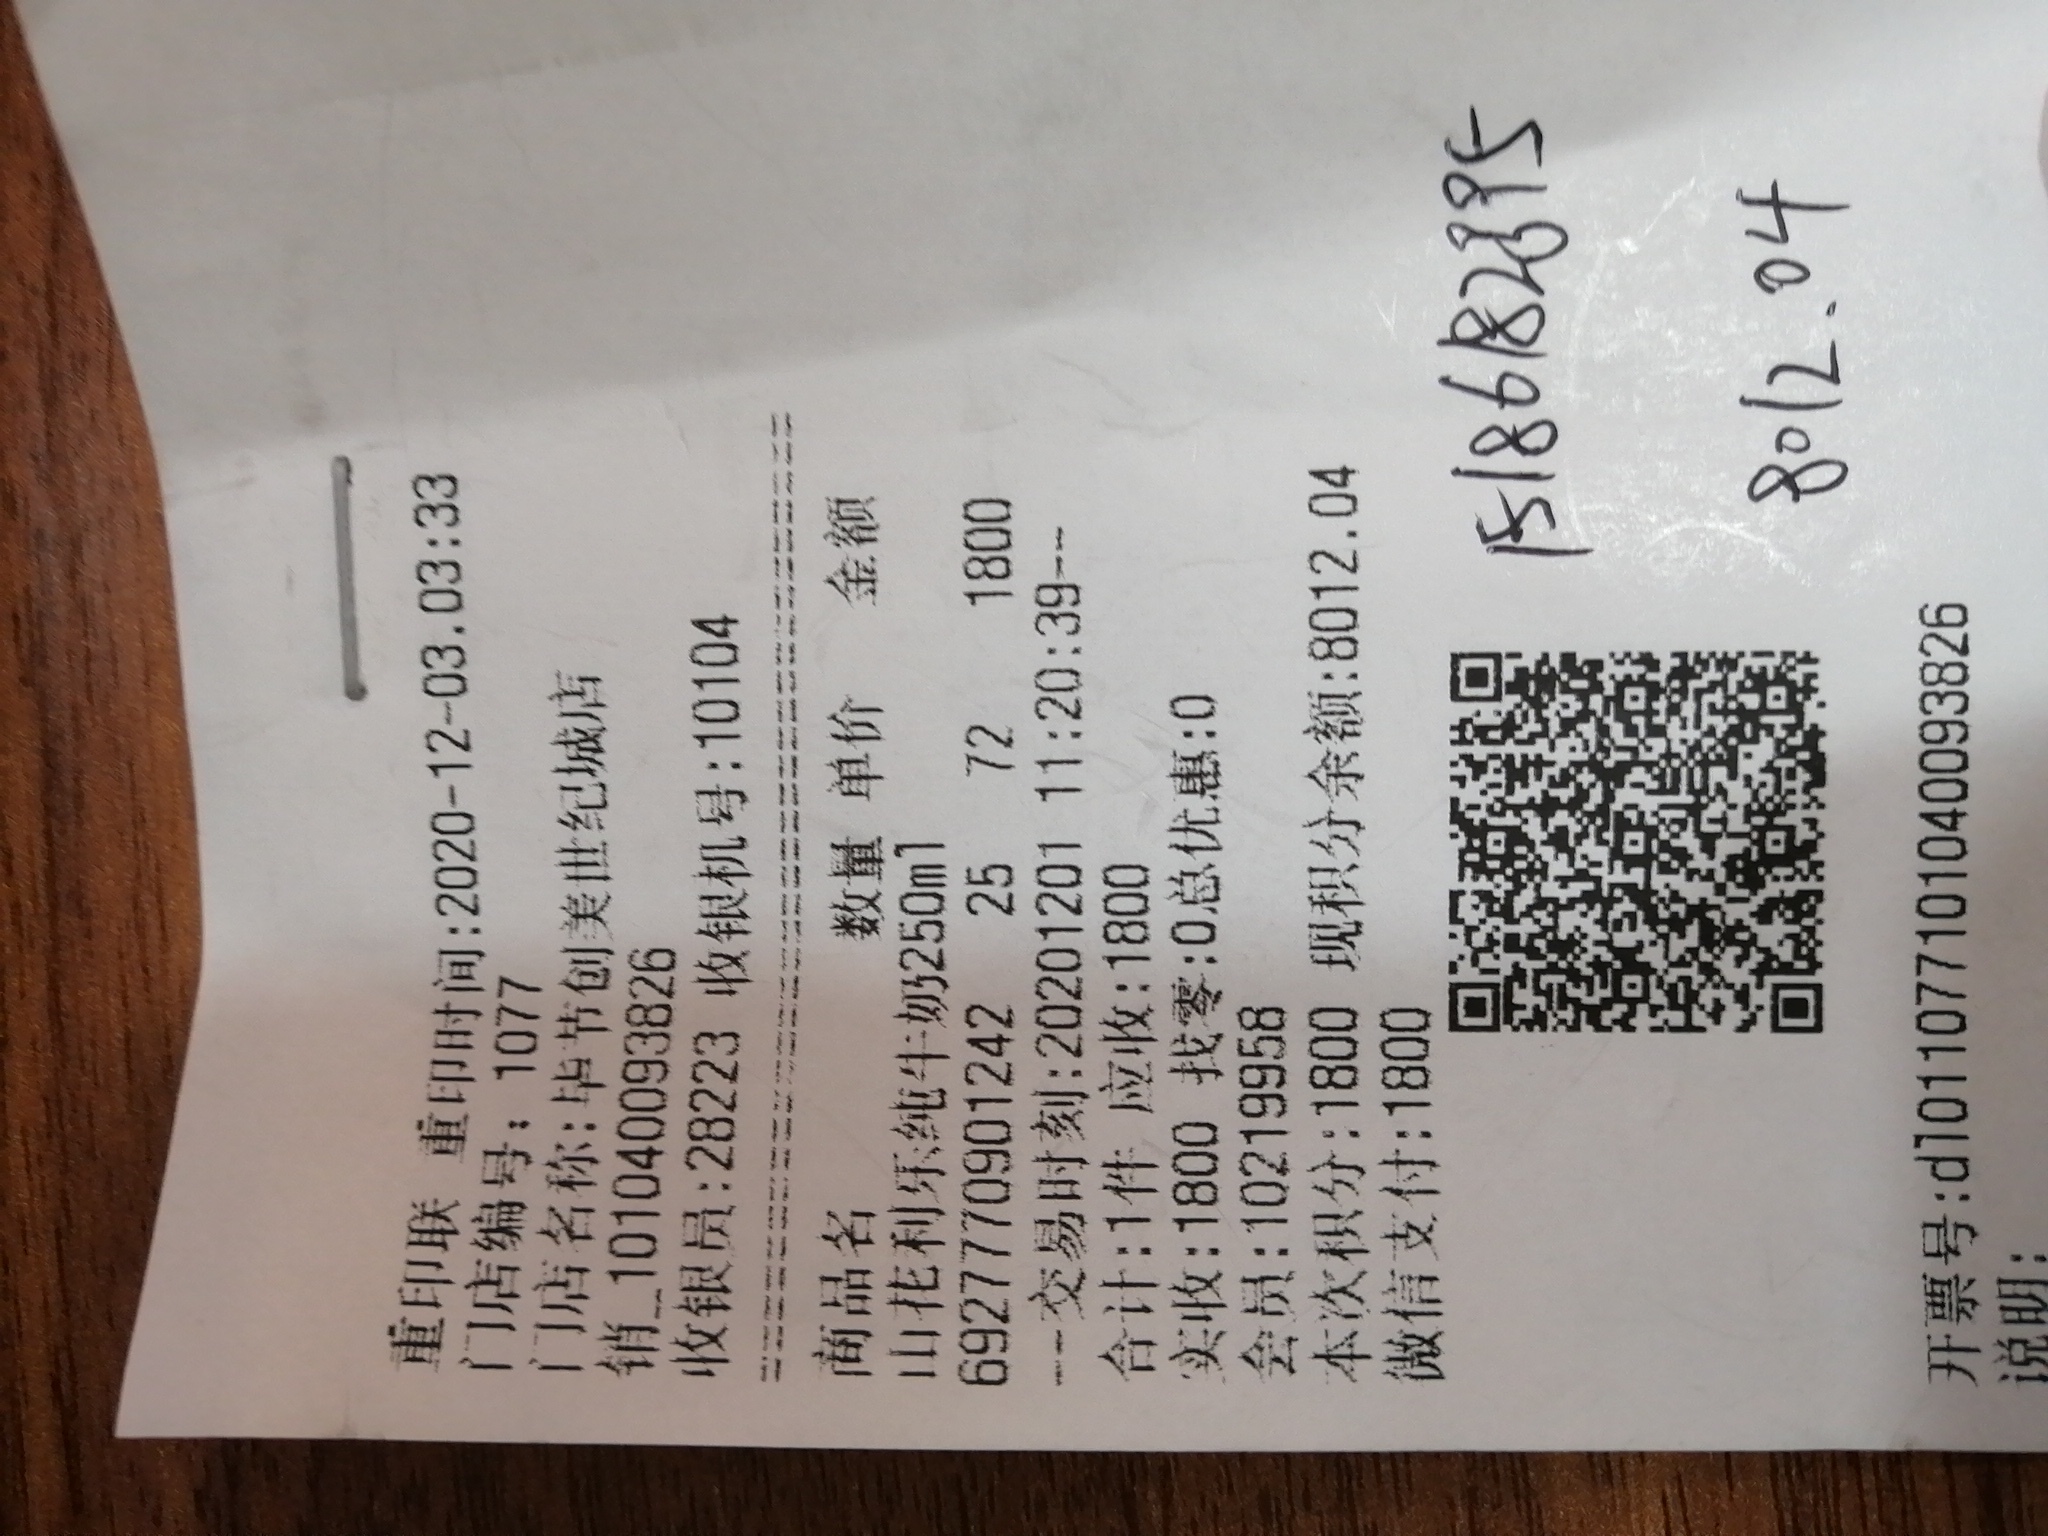 重印联 重印时间:2020-12-03.03:33
门店编号: 1077
门店名称:毕节创美世纪城店
销_101040093826
收银员:28223 收银机号:10104
商品名 数量 单价 金额
山花利乐纯牛奶250ml
6927770901242 25 72 1800
--交易时刻:20201201 11:20:39--
合计:1件 应收:1800
实收:1800 找零:0总优惠:0
会员:10219958
本次积分:1800 现积分余额:8012.04
微信支付:1800
8012.04
开票号:d1011077101040093826
说明: